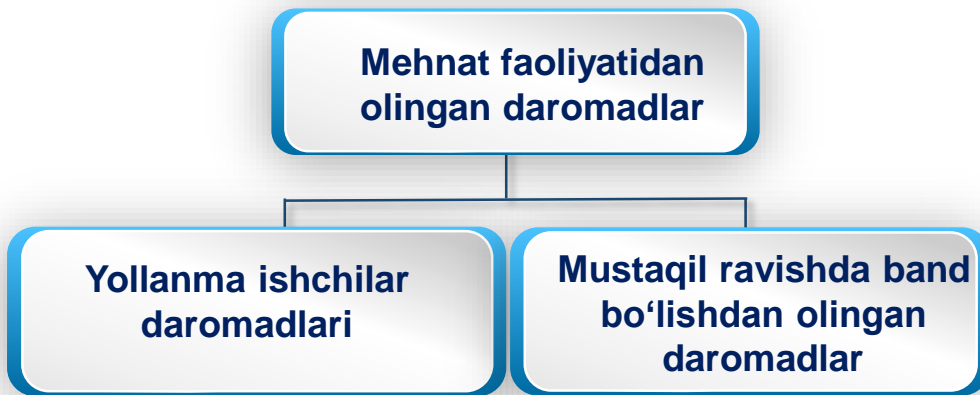 Mehnat faoliyatidan
olingan daromadlar
Yollanma ishchilar
daromadlari
Mustaqil ravishda band
bo‘lishdan olingan
daromadlar